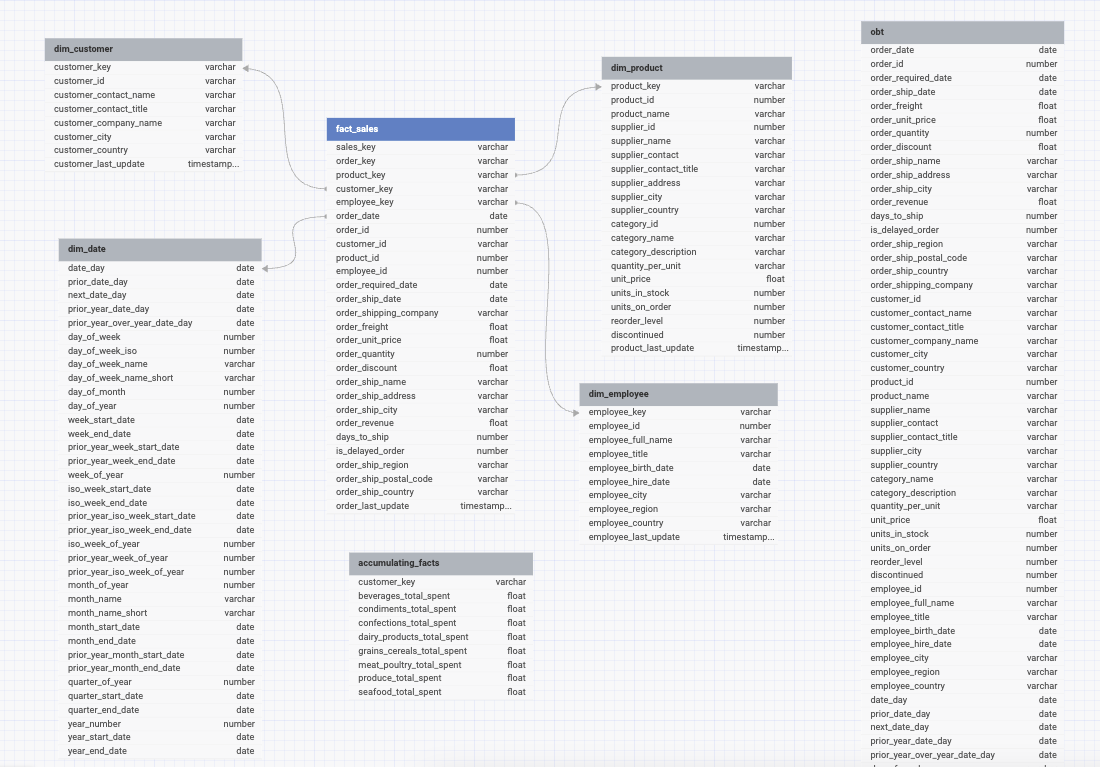 dim_customer
customer_key varchar
customer_id varchar
customer_contact_name varchar
customer_contact_title varchar
customer_company_name varchar
customer_city varchar
customer_country varchar
customer_last_update timestamp...
dim_date
date_day date
prior_date_day date
next_date_day date
prior_year_date_day date
prior_year_over_year_date_day date
day_of_week number
day_of_week_iso number
day_of_week_name varchar
day_of_week_name_short varchar
day_of_month number
day_of_year number
week_start_date date
week_end_date date
prior_year_week_start_date date
prior_year_week_end_date date
week_of_year number
iso_week_start_date date
iso_week_end_date date
prior_year_iso_week_start_date date
prior_year_iso_week_end_date date
iso_week_of_year number
prior_year_week_of_year number
prior_year_iso_week_of_year number
month_of_year number
month_name varchar
month_name_short varchar
month_start_date date
month_end_date date
prior_year_month_start_date date
prior_year_month_end_date date
quarter_of_year number
quarter_start_date date
quarter_end_date date
year_number number
year_start_date date
year_end_date date
fact_sales
sales_key varchar
order_key varchar
product_key varchar
customer_key varchar
employee_key varchar
order_date date
order_id number
customer_id varchar
product_id number
employee_id number
order_required_date date
order_ship_date date
order_shipping_company varchar
order_freight float
order_unit_price float
order_quantity number
order_discount float
order_ship_name varchar
order_ship_address varchar
order_ship_city varchar
order_revenue float
days_to_ship number
is_delayed_order number
order_ship_region varchar
order_ship_postal_code varchar
order_ship_country varchar
order_last_update timestamp...
accumulating_facts
customer_key varchar
beverages_total_spent float
condiments_total_spent float
confections_total_spent float
dairy_products_total_spent float
grains_cereals_total_spent float
meat_poultry_total_spent float
produce_total_spent float
seafood_total_spent float
dim_product
product_key varchar
product_id number
product_name varchar
supplier_id number
supplier_name varchar
supplier_contact varchar
supplier_contact_title varchar
supplier_address varchar
supplier_city varchar
supplier_country varchar
category_id number
category_name varchar
category_description varchar
quantity_per_unit varchar
unit_price float
units_in_stock number
units_on_order number
reorder_level number
discontinued number
product_last_update timestamp...
dim_employee
employee_key varchar
employee_id number
employee_full_name varchar
employee_title varchar
employee_birth_date date
employee_hire_date date
employee_city varchar
employee_region varchar
employee_country varchar
employee_last_update timestamp...
obt
order_date date
order_id number
order_required_date date
order_ship_date date
order_freight float
order_unit_price float
order_quantity number
order_discount float
order_ship_name varchar
order_ship_address varchar
order_ship_city varchar
order_revenue float
days_to_ship number
is_delayed_order number
order_ship_region varchar
order_ship_postal_code varchar
order_ship_country varchar
order_shipping_company varchar
customer_id varchar
customer_contact_name varchar
customer_contact_title varchar
customer_company_name varchar
customer_city varchar
customer_country varchar
product_id number
product_name varchar
supplier_name varchar
supplier_contact varchar
supplier_contact_title varchar
supplier_city varchar
supplier_country varchar
category_name varchar
category_description varchar
quantity_per_unit varchar
unit_price float
units_in_stock number
units_on_order number
reorder_level number
discontinued number
employee_id number
employee_full_name varchar
employee_title varchar
employee_birth_date date
employee_hire_date date
employee_city varchar
employee_region varchar
employee_country varchar
date_day date
prior_date_day date
next_date_day date
prior_year_date_day date
prior_year_over_year_date_day date